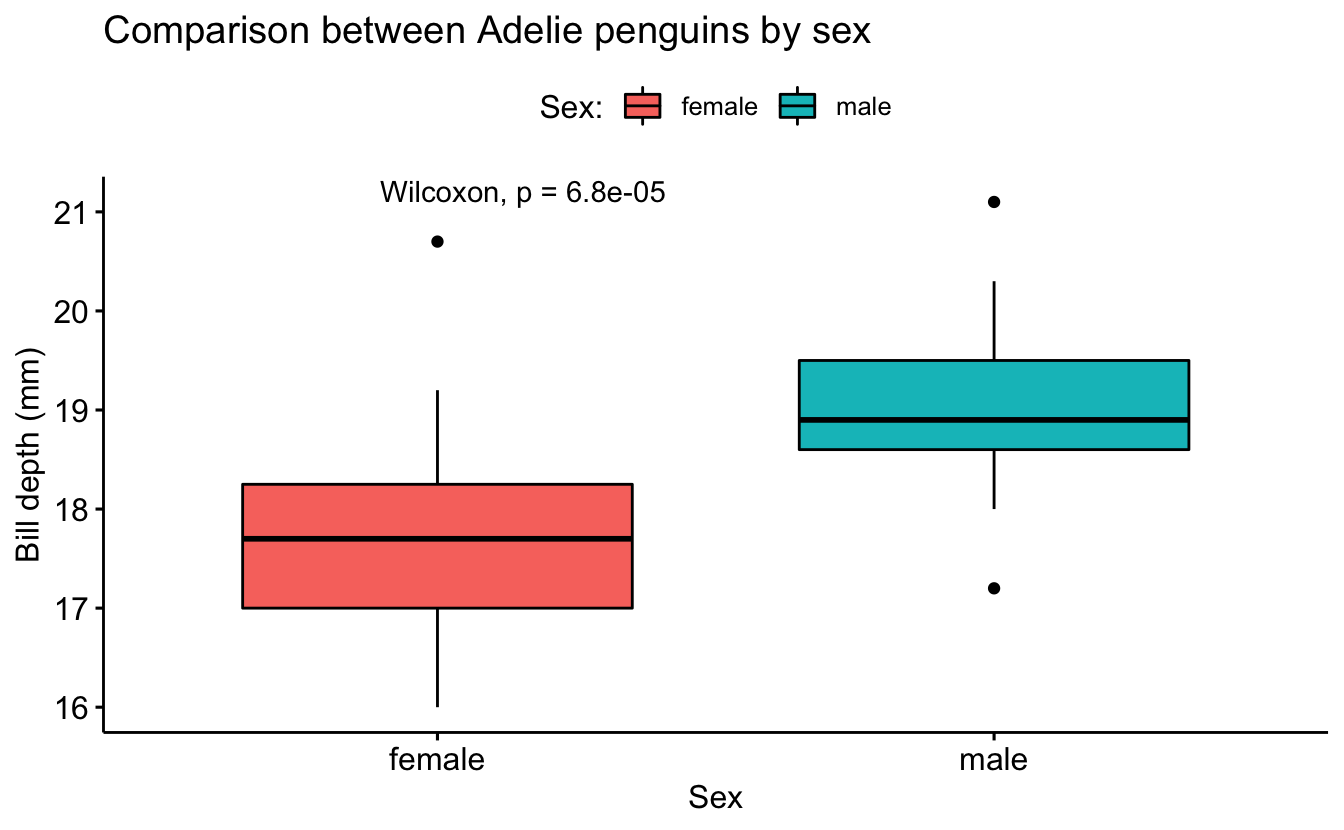 Comparison between Adelie penguins by sex
Sex: female male
Wilcoxon, p = 6.8e-05
21
20
19
18
17
16
Bill depth (mm)
female male
Sex